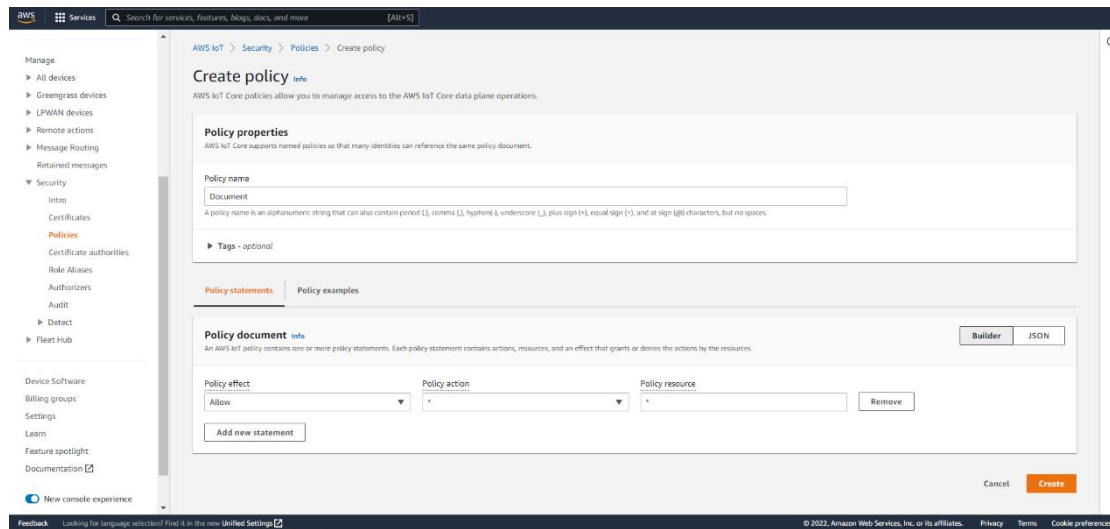 aws
Services
Search for services, features, blogs, docs, and more
[Alt+S]
Manage
All devices
Greengrass devices
LPWAN devices
Remote actions
Message Routing
Retained messages
Security
Intro
Certificates
Policies
Certificate authorities
Role Aliases
Authorizers
Audit
Detect
Fleet Hub
Device Software
Billing groups
Settings
Learn
Feature spotlight
Documentation
New console experience
AWS IoT > Security > Policies > Create policy
Create policy Info
AWS IoT Core policies allow you to manage access to the AWS IoT Core data plane operations.
Policy properties
AWS IoT Core supports named policies so that many identities can reference the same policy document.
Policy name
Document
A policy name is an alphanumeric string that can also contain period (.), comma (,), hyphen(-), underscore (_), plus sign (+), equal sign (=), and at sign (@) characters, but no spaces.
Tags - optional
Policy statements
Policy examples
Policy document Info
Builder
JSON
An AWS IoT policy contains one or more policy statements. Each policy statement contains actions, resources, and an effect that grants or denies the actions by the resources.
Policy effect
Policy action
Policy resource
Allow
*
*
Remove
Add new statement
Cancel
Create
Feedback
Looking for language selection? Find it in the new Unified Settings
© 2022, Amazon Web Services, Inc. or its affiliates.
Privacy
Terms
Cookie preferences